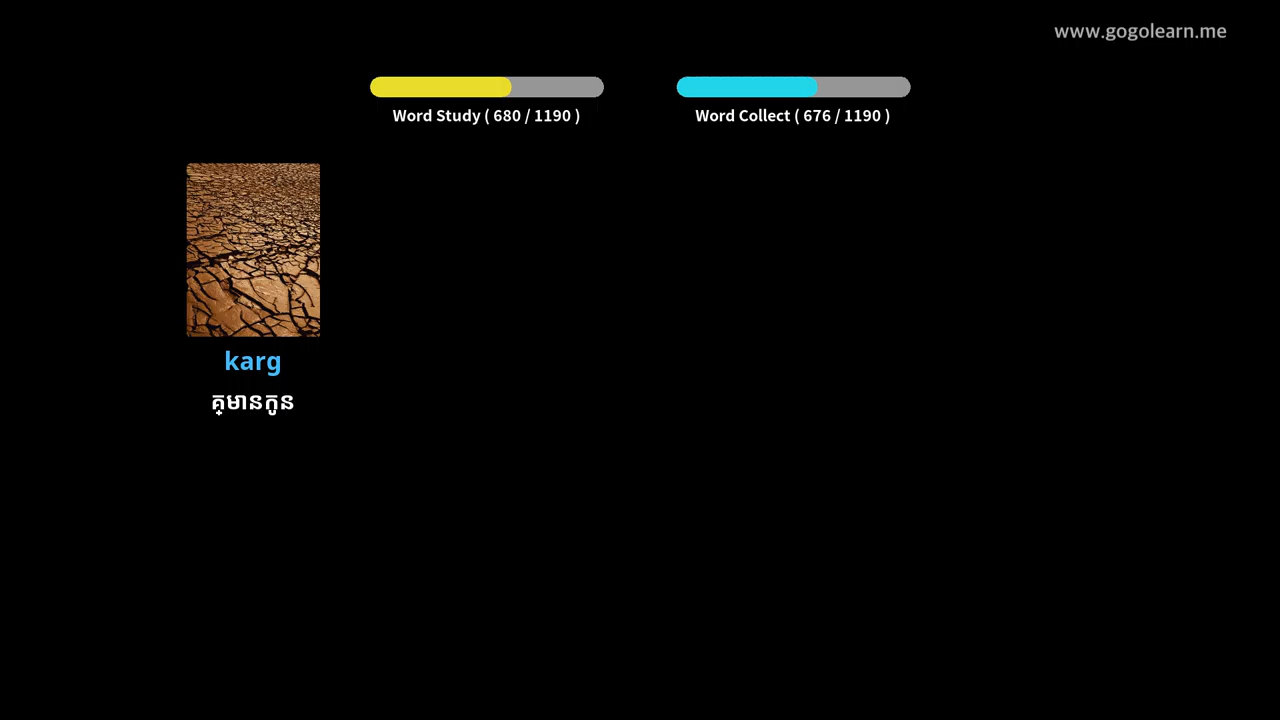 www.gogolearn.me
Word Study ( 680 / 1190 )
Word Collect ( 676 / 1190 )
karg
គ្មានកូន